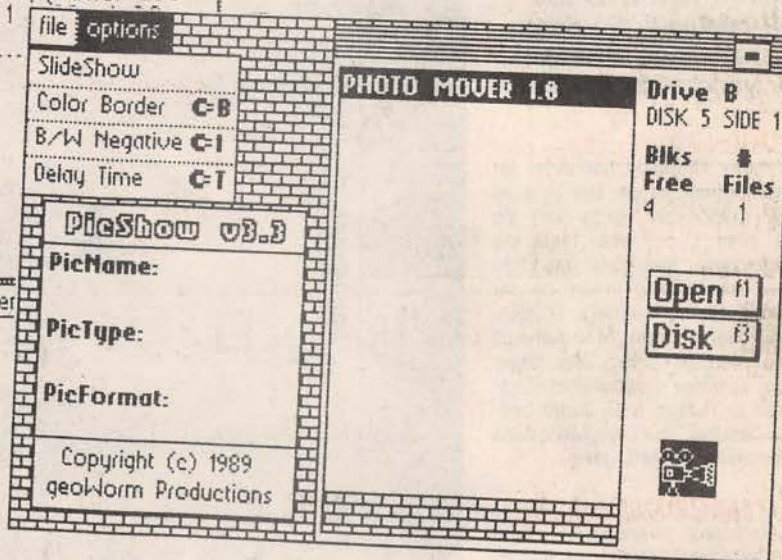 1
file options
SlideShow
Color Border C= B
B/W Negative C= I
Delay Time C= T
PicShow v3.3
PicName:
PicType:
PicFormat:
Copyright (c) 1989
geoWorm Productions
PHOTO MOVER 1.0
Drive B
DISK 5 SIDE 1
Blks #
Free Files
4 1
Open f1
Disk f3